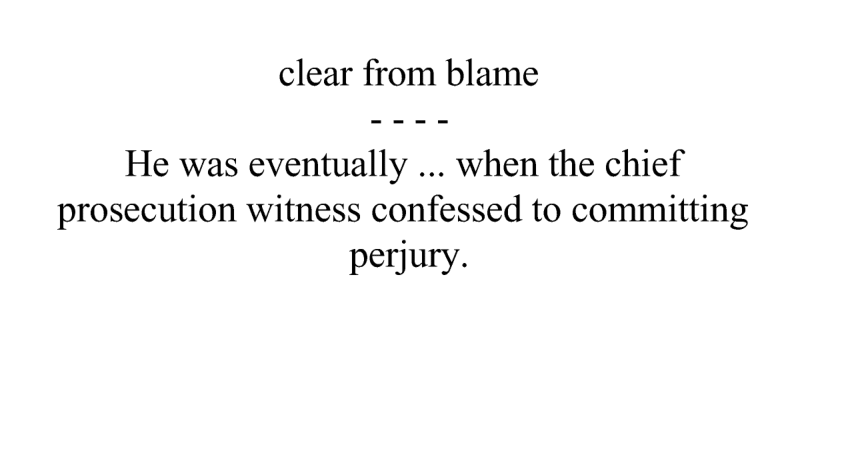 clear from blame
- - - -
He was eventually ... when the chief
prosecution witness confessed to committing
perjury.